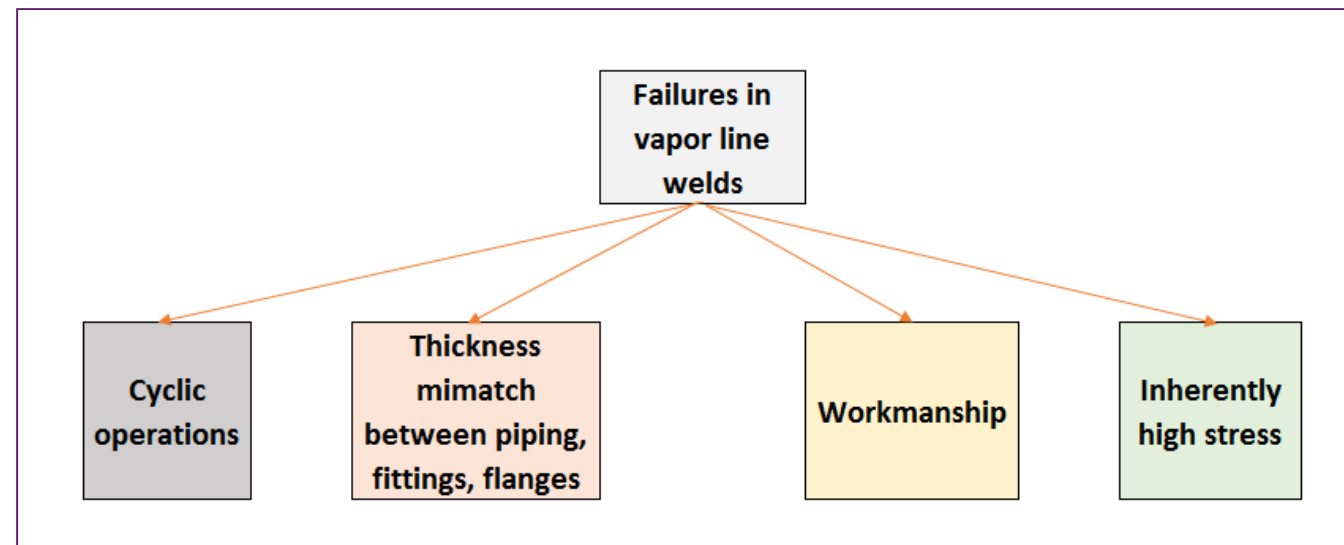 Failures in
vapor line
welds
Cyclic
operations
Thickness
mimatch
between piping,
fittings, flanges
Workmanship
Inherently
high stress